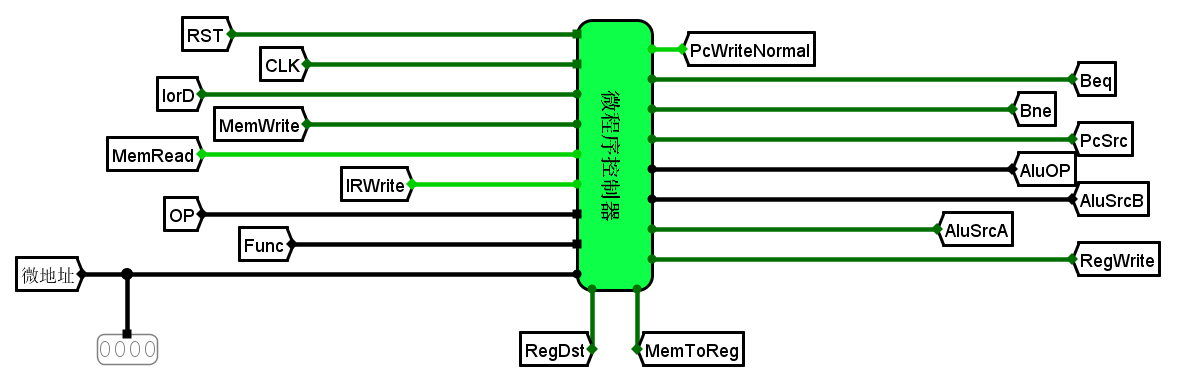 RST
CLK
IorD
MemWrite
MemRead
IRWrite
OP
Func
微地址
0000
微程序控制器
PcWriteNormal
Beq
Bne
PcSrc
AluOP
AluSrcB
AluSrcA
RegWrite
RegDst
MemToReg